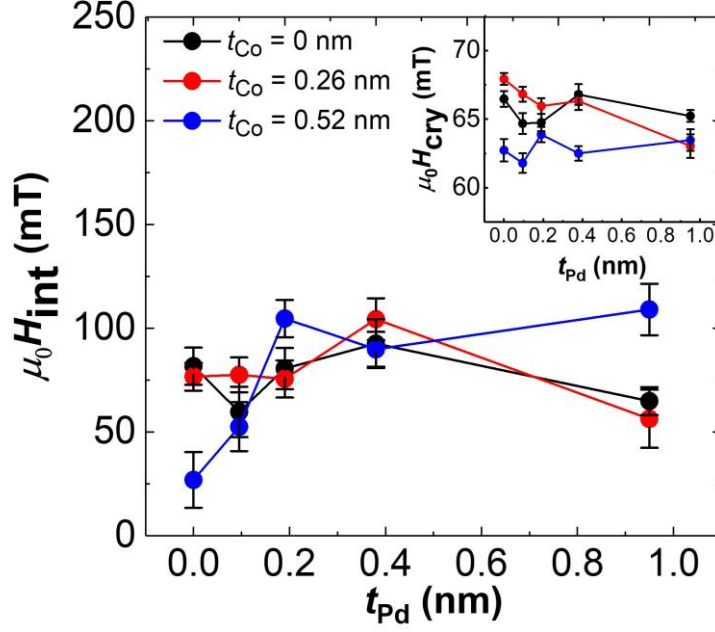 250
200
150
100
50
0
μ₀H_int (mT)
t_Co = 0 nm
t_Co = 0.26 nm
t_Co = 0.52 nm
70
65
60
μ₀H_cry (mT)
0.0 0.2 0.4 0.6 0.8 1.0
t_Pd (nm)
0.0 0.2 0.4 0.6 0.8 1.0
t_Pd (nm)